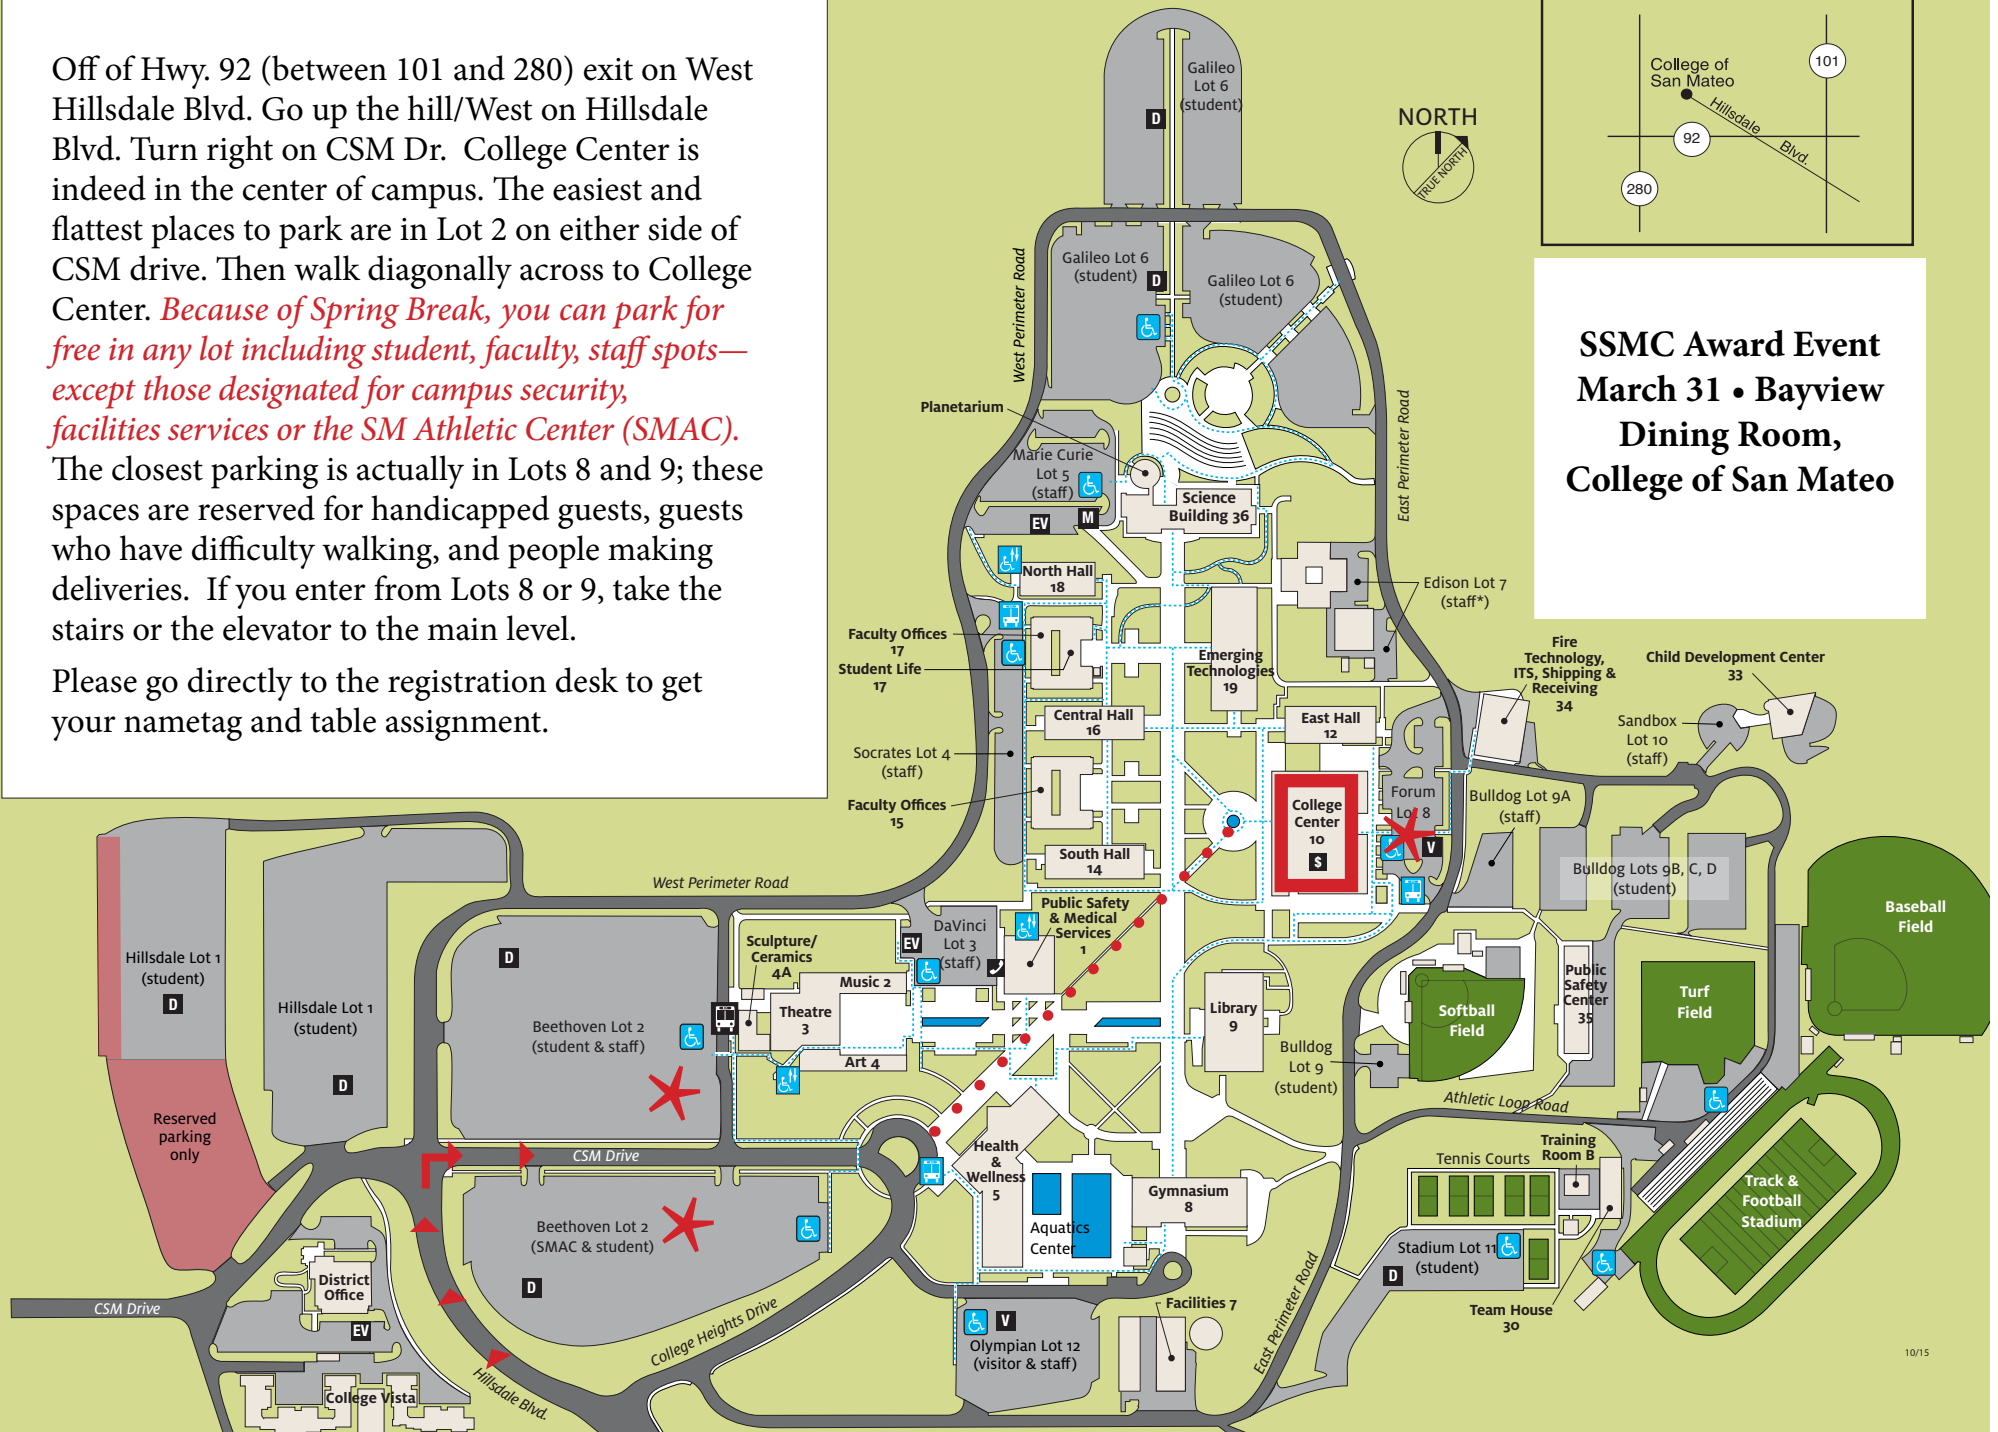 Off of Hwy. 92 (between 101 and 280) exit on West
Hillsdale Blvd. Go up the hill/West on Hillsdale
Blvd. Turn right on CSM Dr.  College Center is
indeed in the center of campus. The easiest and
flattest places to park are in Lot 2 on either side of
CSM drive. Then walk diagonally across to College
Center. Because of Spring Break, you can park for
free in any lot including student, faculty, staff spots—
except those designated for campus security,
facilities services or the SM Athletic Center (SMAC).
The closest parking is actually in Lots 8 and 9; these
spaces are reserved for handicapped guests, guests
who have difficulty walking, and people making
deliveries.  If you enter from Lots 8 or 9, take the
stairs or the elevator to the main level.
Please go directly to the registration desk to get
your nametag and table assignment.
Galileo
Lot 6
(student)
D
NORTH
TRUE NORTH
College of
San Mateo
101
Hillsdale
Blvd.
92
280
SSMC Award Event
March 31 • Bayview
Dining Room,
College of San Mateo
West Perimeter Road
Galileo Lot 6
(student)
D
Galileo Lot 6
(student)
East Perimeter Road
Planetarium
Marie Curie
Lot 5
(staff)
EV
M
Science
Building 36
North Hall
18
Edison Lot 7
(staff*)
Faculty Offices
17
Student Life
17
Emerging
Technologies
19
Fire
Technology,
ITS, Shipping &
Receiving
34
Child Development Center
33
Sandbox
Lot 10
(staff)
Central Hall
16
East Hall
12
Socrates Lot 4
(staff)
Faculty Offices
15
College
Center
10
$
Forum
Lot 8
V
Bulldog Lot 9A
(staff)
Bulldog Lots 9B, C, D
(student)
South Hall
14
West Perimeter Road
Baseball
Field
Hillsdale Lot 1
(student)
D
Hillsdale Lot 1
(student)
D
Reserved
parking
only
D
Beethoven Lot 2
(student & staff)
Sculpture/
Ceramics
4A
Music 2
Theatre
3
Art 4
EV
DaVinci
Lot 3
(staff)
Public Safety
& Medical
Services
1
Library
9
Softball
Field
Public
Safety
Center
35
Turf
Field
Bulldog
Lot 9
(student)
Athletic Loop Road
CSM Drive
Beethoven Lot 2
(SMAC & student)
D
Health
&
Wellness
5
Aquatics
Center
Gymnasium
8
Tennis Courts
Training
Room B
Track &
Football
Stadium
Stadium Lot 11
(student)
D
Team House
30
District
Office
EV
CSM Drive
College Vista
Hillsdale Blvd.
College Heights Drive
V
Olympian Lot 12
(visitor & staff)
Facilities 7
East Perimeter Road
10/15